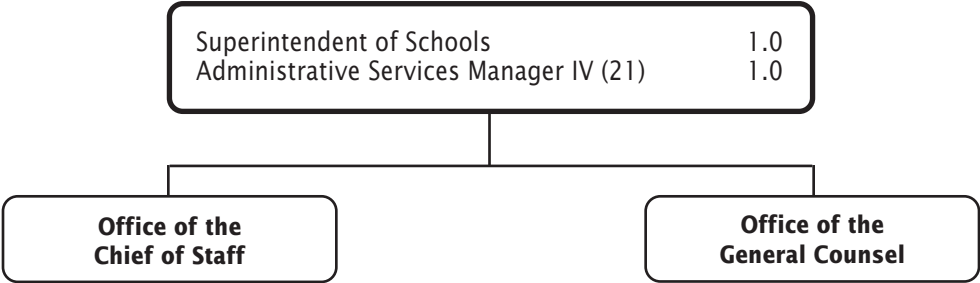 Superintendent of Schools 1.0
Administrative Services Manager IV (21) 1.0
Office of the
Chief of Staff
Office of the
General Counsel